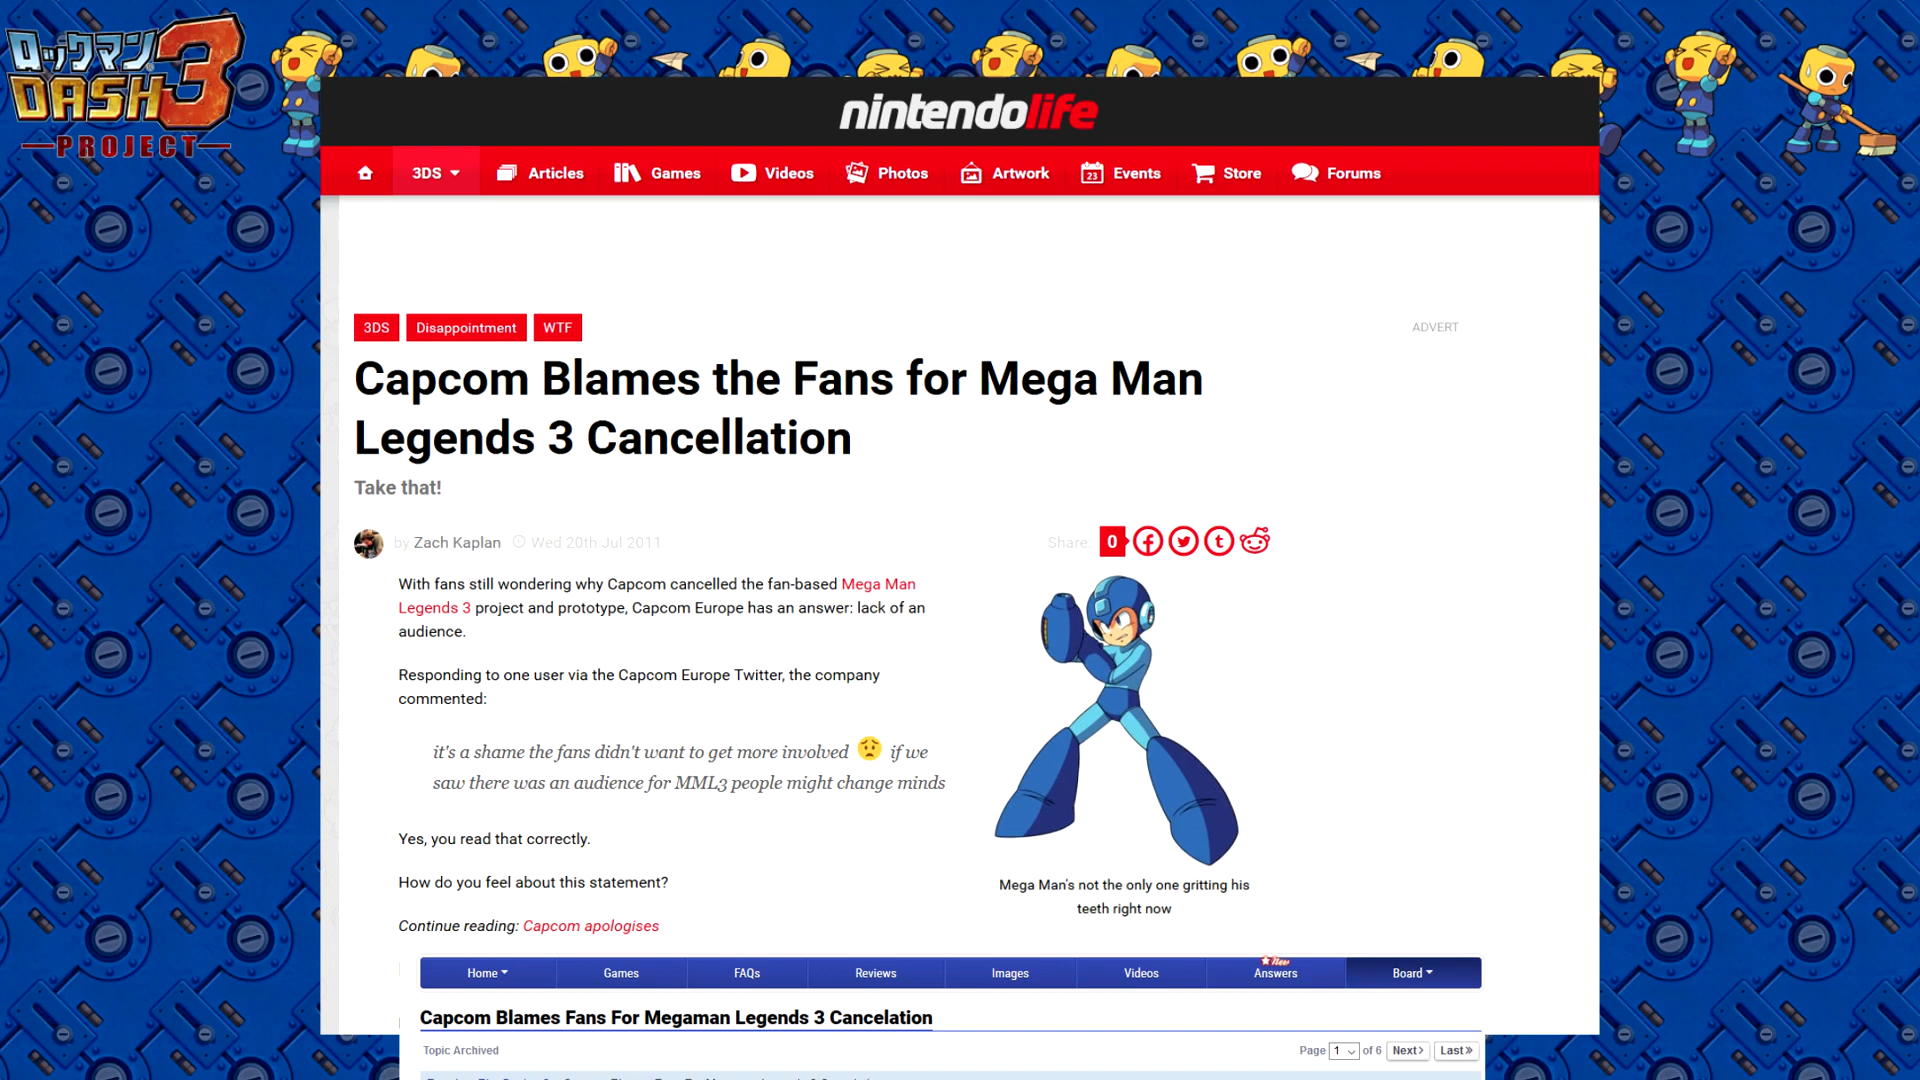 ロックマン
DASH 3
PROJECT
nintendolife
3DS
Articles
Games
Videos
Photos
23
Artwork
Events
Store
Forums
3DS
Disappointment
WTF
ADVERT
Capcom Blames the Fans for Mega Man
Legends 3 Cancellation
Take that!
by Zach Kaplan
Wed 20th Jul 2011
Share:
0
With fans still wondering why Capcom cancelled the fan-based Mega Man
Legends 3 project and prototype, Capcom Europe has an answer: lack of an
audience.
Responding to one user via the Capcom Europe Twitter, the company
commented:
it's a shame the fans didn't want to get more involved 😟 if we
saw there was an audience for MML3 people might change minds
Yes, you read that correctly.
How do you feel about this statement?
Mega Man's not the only one gritting his
teeth right now
Continue reading: Capcom apologises
Home
Games
FAQs
Reviews
Images
Videos
New
Answers
Board
Capcom Blames Fans For Megaman Legends 3 Cancelation
Topic Archived
Page 1 of 6 Next> Last»